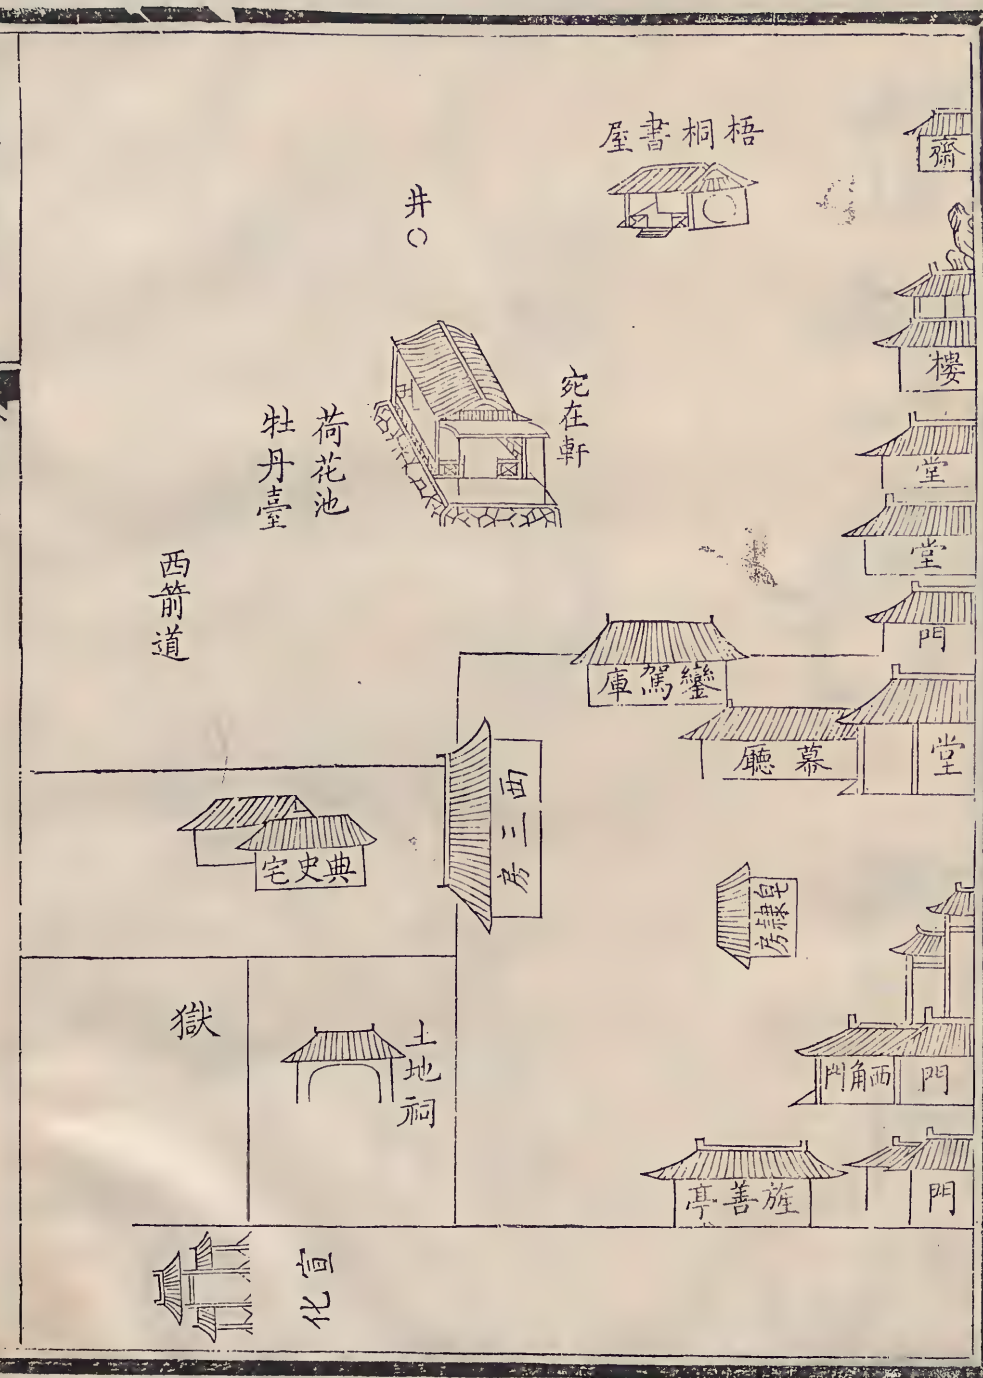 齋
梧桐書屋
井
樓
宛在軒
荷花池
牡丹臺
堂
堂
西箭道
門
鑾駕庫
堂
幕廳
西三房
典史宅
皂隸房
獄
土地祠
門
西角門
門
旌善亭
宣化